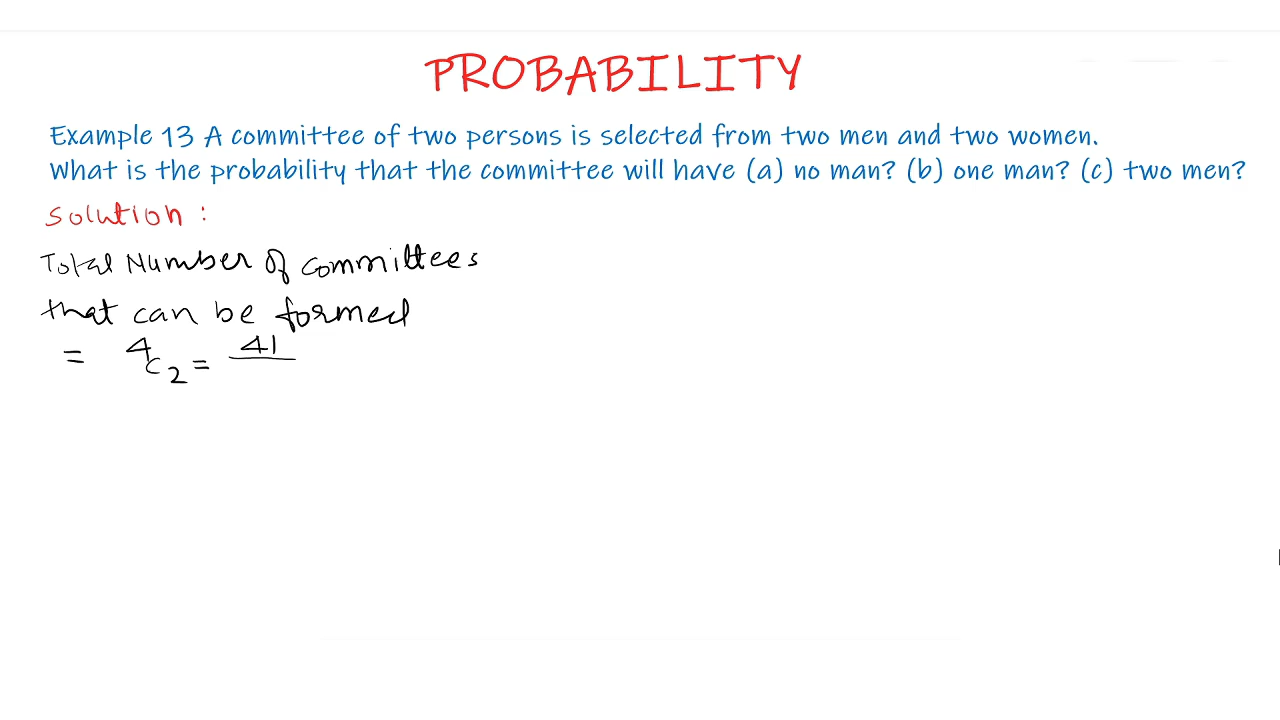 PROBABILITY
Example 13 A committee of two persons is selected from two men and two women.
What is the probability that the committee will have (a) no man? (b) one man? (c) two men?
Solution :
Total Number of committees
that can be formed
= 4C2 = 4!